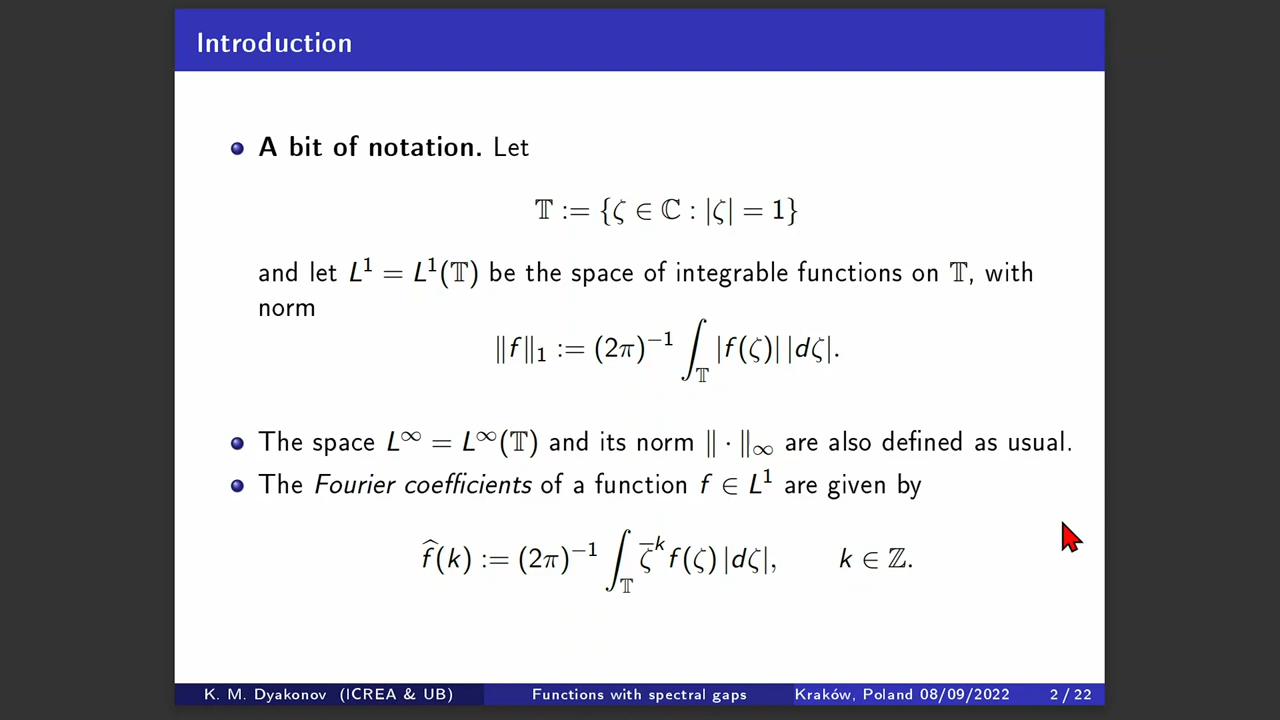 Introduction
A bit of notation. Let
𝕋 := {ζ ∈ ℂ : |ζ| = 1}
and let L¹ = L¹(𝕋) be the space of integrable functions on 𝕋, with
norm
‖f‖₁ := (2π)⁻¹ ∫_𝕋 |f(ζ)| |dζ|.
The space L^∞ = L^∞(𝕋) and its norm ‖ · ‖_∞ are also defined as usual.
The Fourier coefficients of a function f ∈ L¹ are given by
f̂(k) := (2π)⁻¹ ∫_𝕋 ζ̅^k f(ζ) |dζ|, k ∈ ℤ.
K. M. Dyakonov (ICREA & UB) Functions with spectral gaps Kraków, Poland 08/09/2022 2 / 22